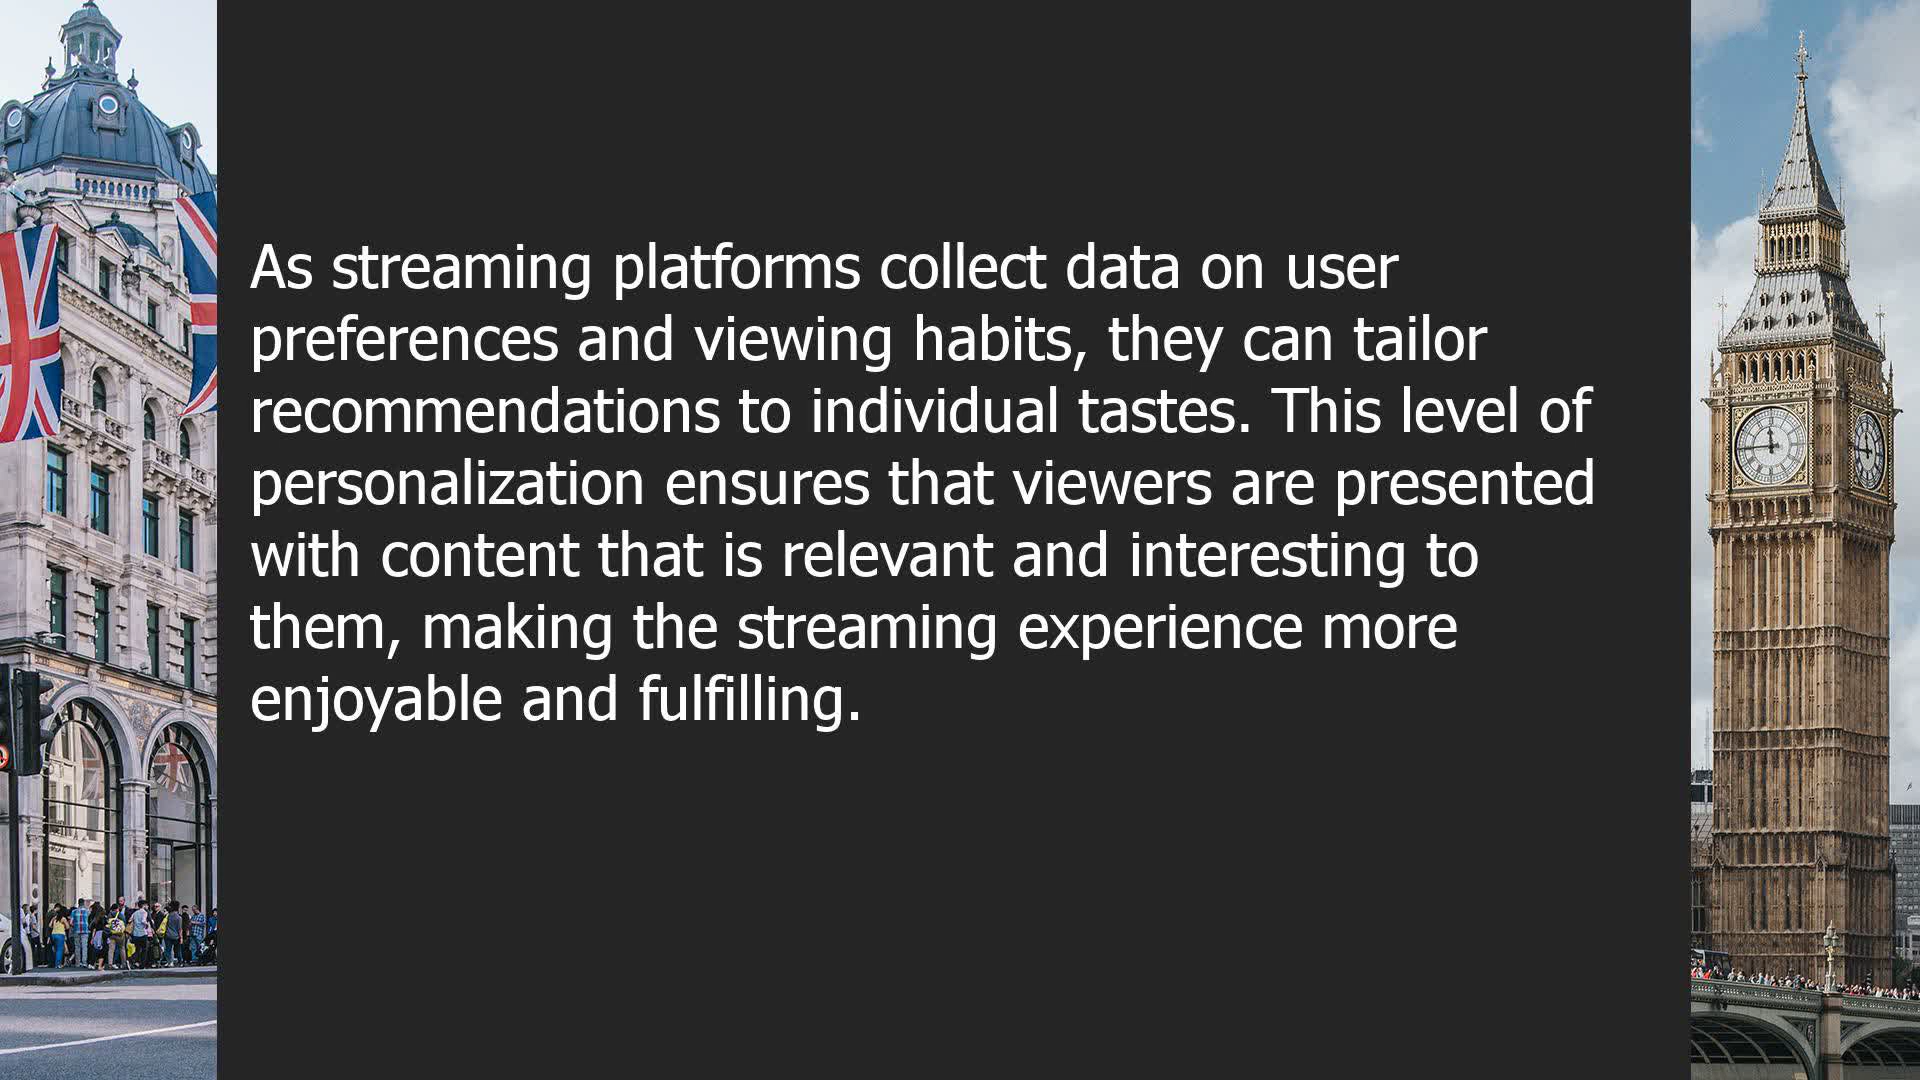 As streaming platforms collect data on user
preferences and viewing habits, they can tailor
recommendations to individual tastes. This level of
personalization ensures that viewers are presented
with content that is relevant and interesting to
them, making the streaming experience more
enjoyable and fulfilling.